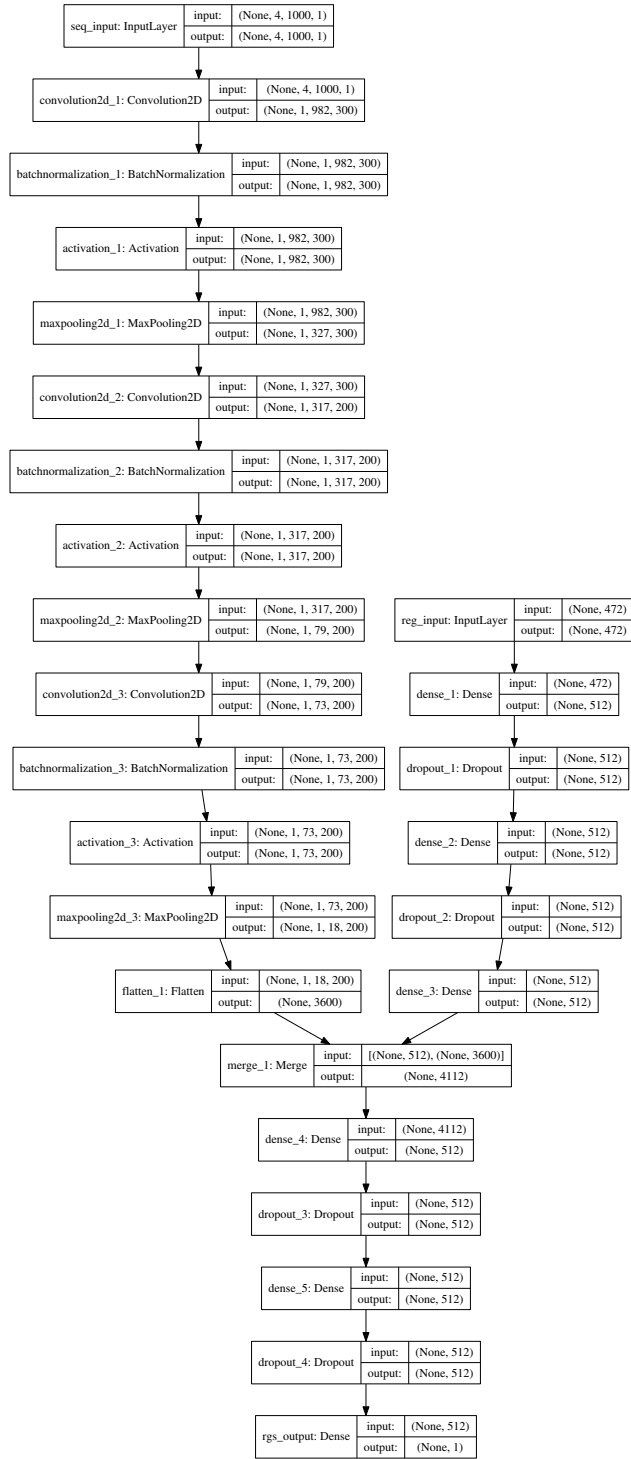 seq_input: InputLayer
input: (None, 4, 1000, 1)
output: (None, 4, 1000, 1)
convolution2d_1: Convolution2D
input: (None, 4, 1000, 1)
output: (None, 1, 982, 300)
batchnormalization_1: BatchNormalization
input: (None, 1, 982, 300)
output: (None, 1, 982, 300)
activation_1: Activation
input: (None, 1, 982, 300)
output: (None, 1, 982, 300)
maxpooling2d_1: MaxPooling2D
input: (None, 1, 982, 300)
output: (None, 1, 327, 300)
convolution2d_2: Convolution2D
input: (None, 1, 327, 300)
output: (None, 1, 317, 200)
batchnormalization_2: BatchNormalization
input: (None, 1, 317, 200)
output: (None, 1, 317, 200)
activation_2: Activation
input: (None, 1, 317, 200)
output: (None, 1, 317, 200)
maxpooling2d_2: MaxPooling2D
input: (None, 1, 317, 200)
output: (None, 1, 79, 200)
convolution2d_3: Convolution2D
input: (None, 1, 79, 200)
output: (None, 1, 73, 200)
batchnormalization_3: BatchNormalization
input: (None, 1, 73, 200)
output: (None, 1, 73, 200)
activation_3: Activation
input: (None, 1, 73, 200)
output: (None, 1, 73, 200)
maxpooling2d_3: MaxPooling2D
input: (None, 1, 73, 200)
output: (None, 1, 18, 200)
flatten_1: Flatten
input: (None, 1, 18, 200)
output: (None, 3600)
reg_input: InputLayer
input: (None, 472)
output: (None, 472)
dense_1: Dense
input: (None, 472)
output: (None, 512)
dropout_1: Dropout
input: (None, 512)
output: (None, 512)
dense_2: Dense
input: (None, 512)
output: (None, 512)
dropout_2: Dropout
input: (None, 512)
output: (None, 512)
dense_3: Dense
input: (None, 512)
output: (None, 512)
merge_1: Merge
input: [(None, 512), (None, 3600)]
output: (None, 4112)
dense_4: Dense
input: (None, 4112)
output: (None, 512)
dropout_3: Dropout
input: (None, 512)
output: (None, 512)
dense_5: Dense
input: (None, 512)
output: (None, 512)
dropout_4: Dropout
input: (None, 512)
output: (None, 512)
rgs_output: Dense
input: (None, 512)
output: (None, 1)